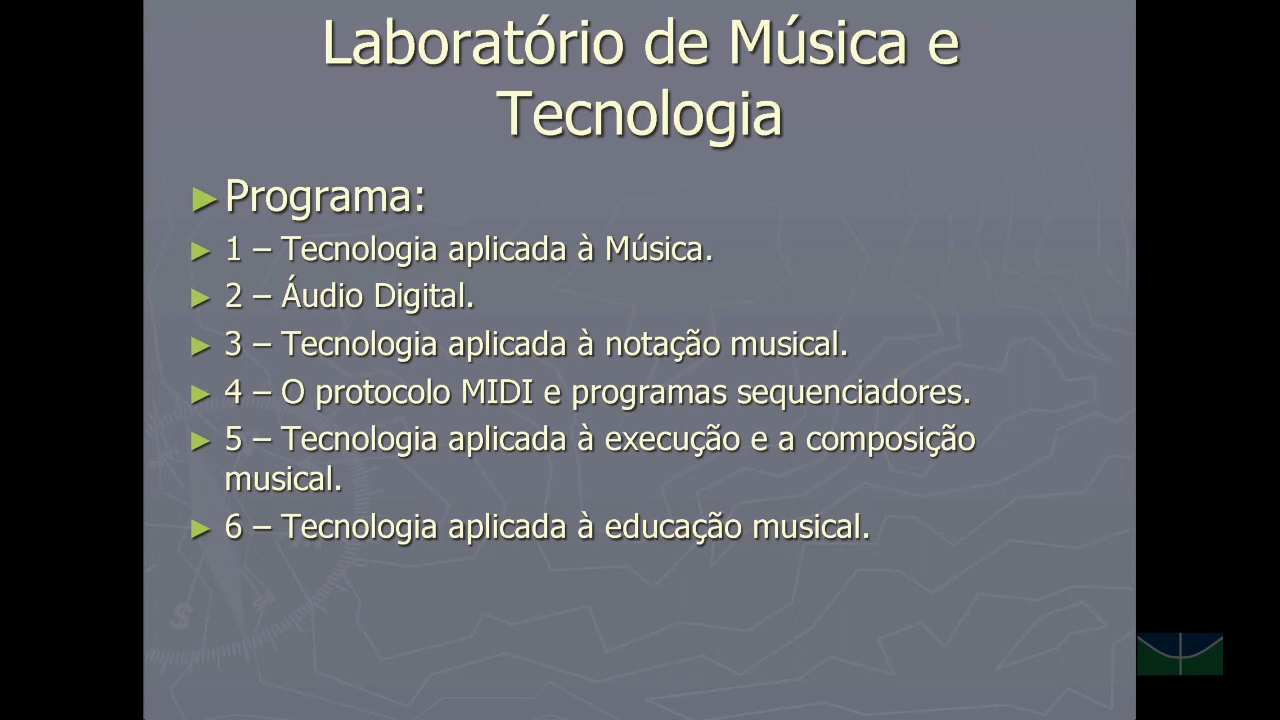 Laboratório de Música e
Tecnologia
►Programa:
► 1 – Tecnologia aplicada à Música.
► 2 – Áudio Digital.
► 3 – Tecnologia aplicada à notação musical.
► 4 – O protocolo MIDI e programas sequenciadores.
► 5 – Tecnologia aplicada à execução e a composição
musical.
► 6 – Tecnologia aplicada à educação musical.